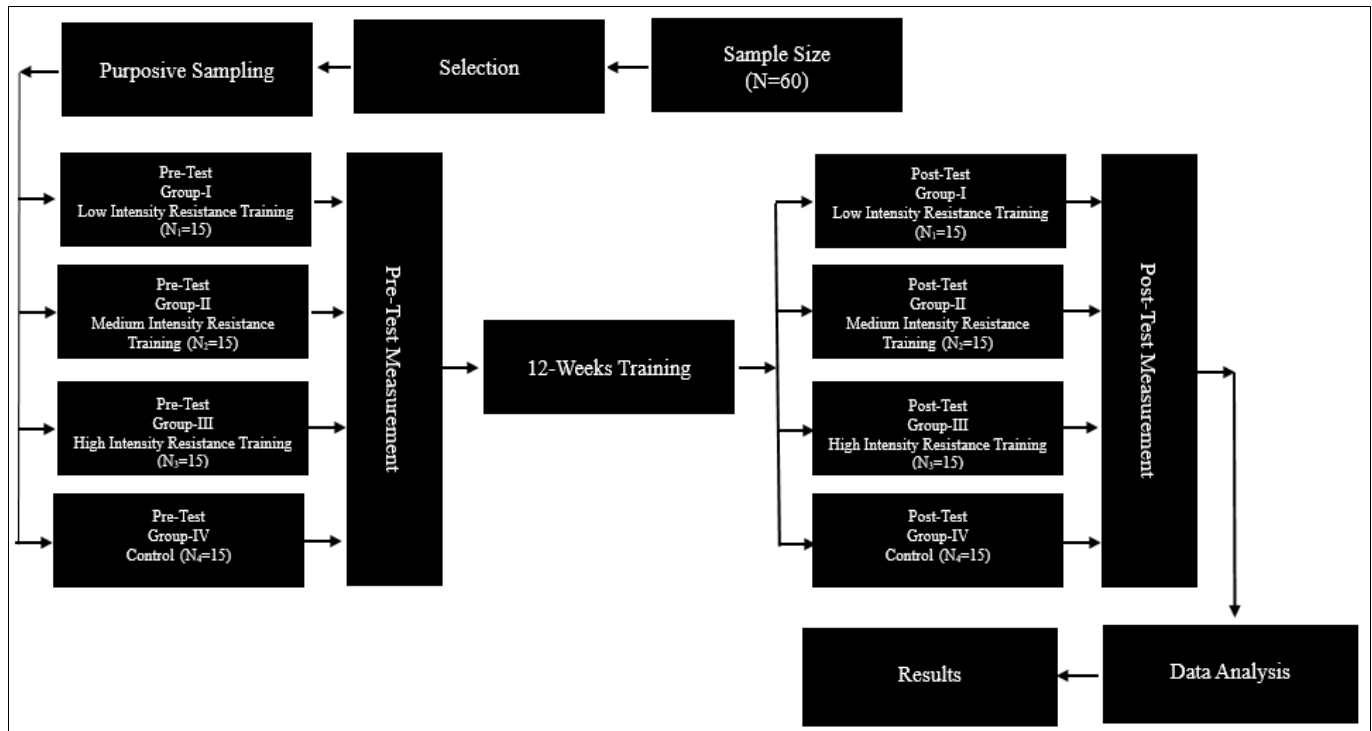 Purposive Sampling
Selection
Sample Size
(N=60)
Pre-Test
Group-I
Low Intensity Resistance Training
(N₁=15)
Pre-Test
Group-II
Medium Intensity Resistance
Training (N₂=15)
Pre-Test
Group-III
High Intensity Resistance Training
(N₃=15)
Pre-Test
Group-IV
Control (N₄=15)
Pre-Test Measurement
12-Weeks Training
Post-Test
Group-I
Low Intensity Resistance Training
(N₁=15)
Post-Test
Group-II
Medium Intensity Resistance
Training (N₂=15)
Post-Test
Group-III
High Intensity Resistance Training
(N₃=15)
Post-Test
Group-IV
Control (N₄=15)
Post-Test Measurement
Results
Data Analysis